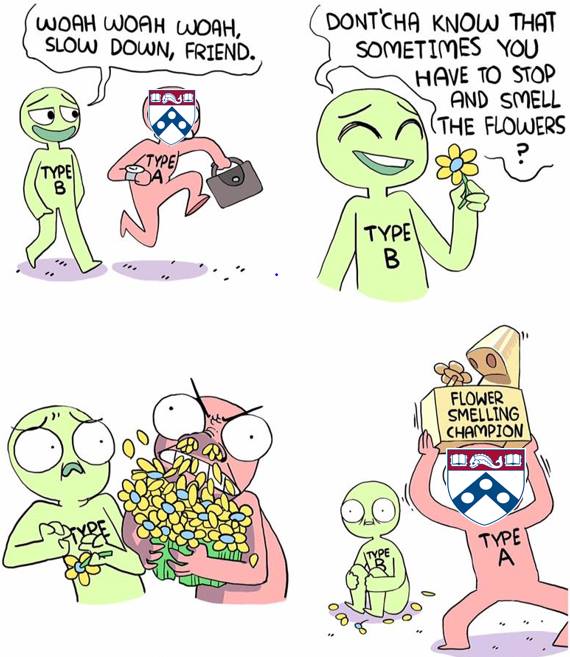 WOAH WOAH WOAH,
SLOW DOWN, FRIEND.
TYPE
B
TYPE
A
DONT'CHA KNOW THAT
SOMETIMES YOU
HAVE TO STOP
AND SMELL
THE FLOWERS
?
TYPE
B
TYPE
FLOWER
SMELLING
CHAMPION
TYPE
B
TYPE
A